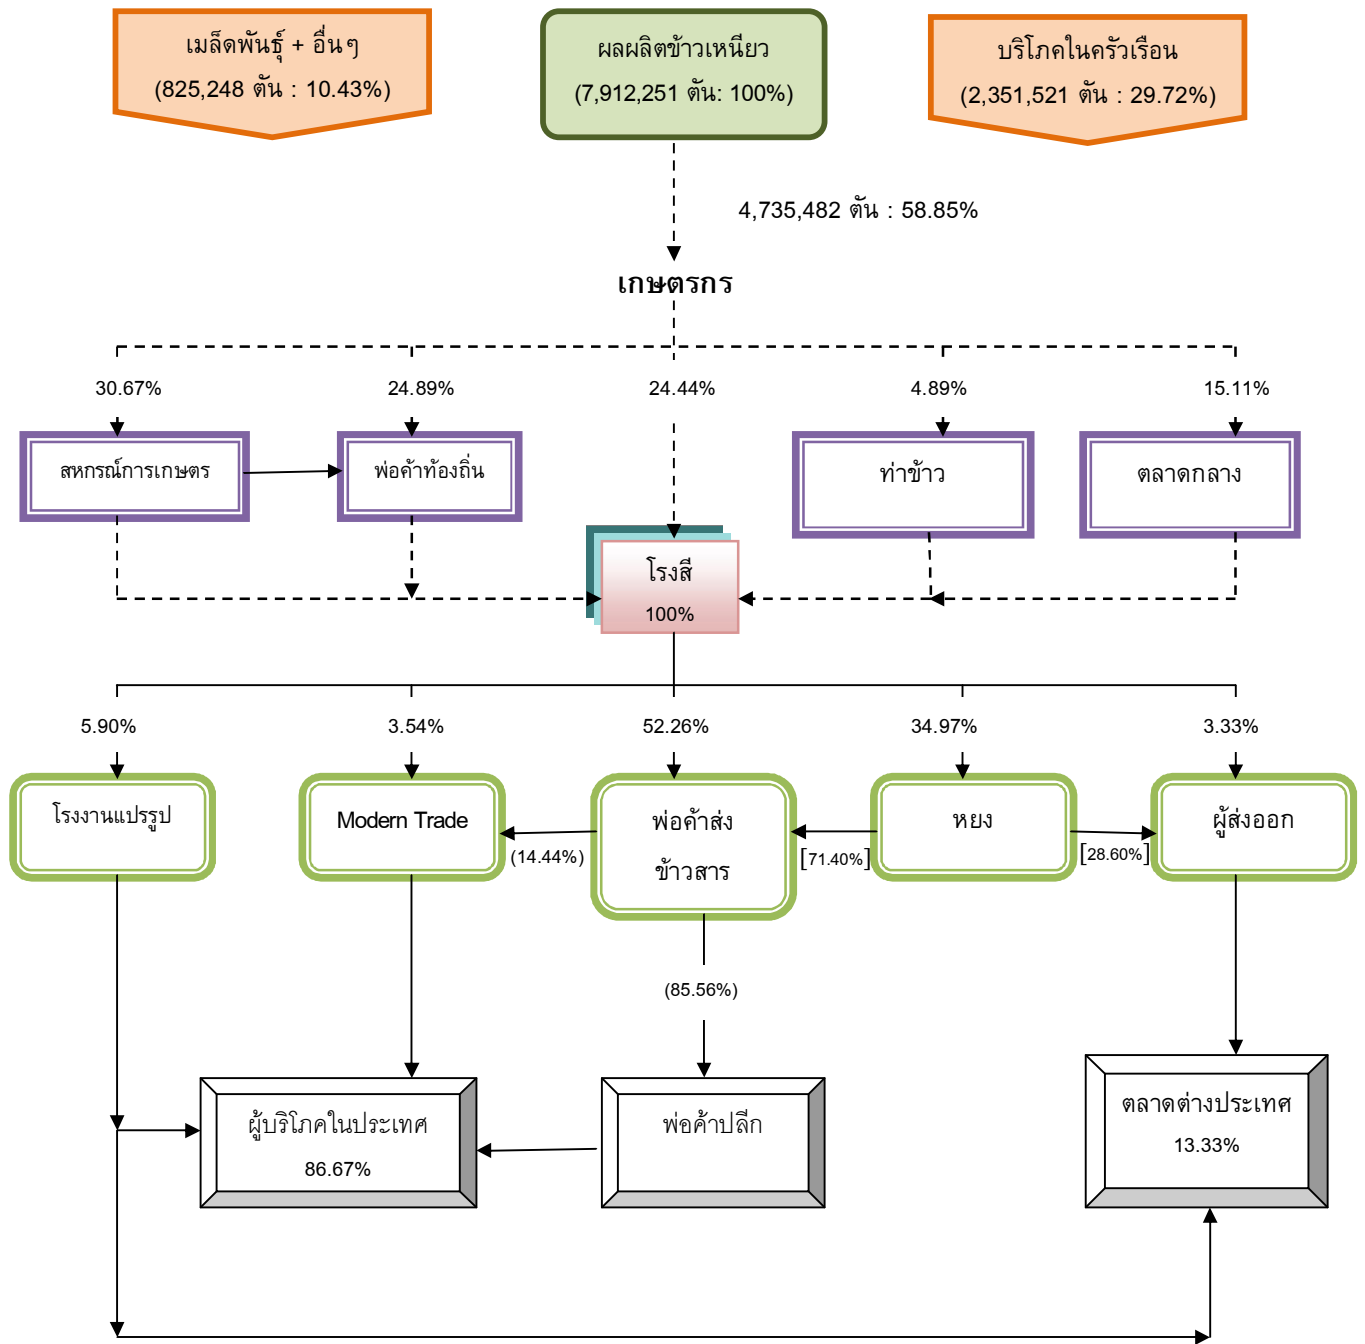 เมล็ดพันธุ์ + อื่นๆ
(825,248 ตัน : 10.43%)
ผลผลิตข้าวเหนียว
(7,912,251 ตัน: 100%)
บริโภคในครัวเรือน
(2,351,521 ตัน : 29.72%)
4,735,482 ตัน : 58.85%
เกษตรกร
30.67%
24.89%
24.44%
4.89%
15.11%
สหกรณ์การเกษตร
พ่อค้าท้องถิ่น
ท่าข้าว
ตลาดกลาง
โรงสี
100%
5.90%
3.54%
52.26%
34.97%
3.33%
โรงงานแปรรูป
Modern Trade
พ่อค้าส่ง
ข้าวสาร
หยง
ผู้ส่งออก
(14.44%)
[71.40%]
[28.60%]
(85.56%)
ผู้บริโภคในประเทศ
86.67%
พ่อค้าปลีก
ตลาดต่างประเทศ
13.33%